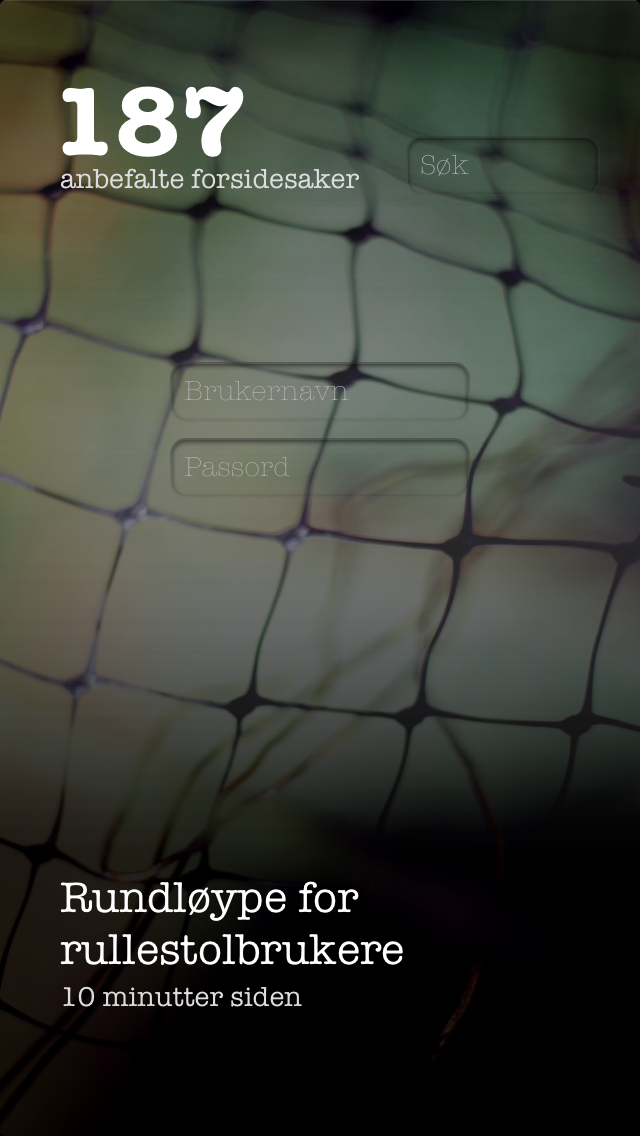 187
anbefalte forsidesaker
Søk
Brukernavn
Passord
Rundløype for
rullestolbrukere
10 minutter siden